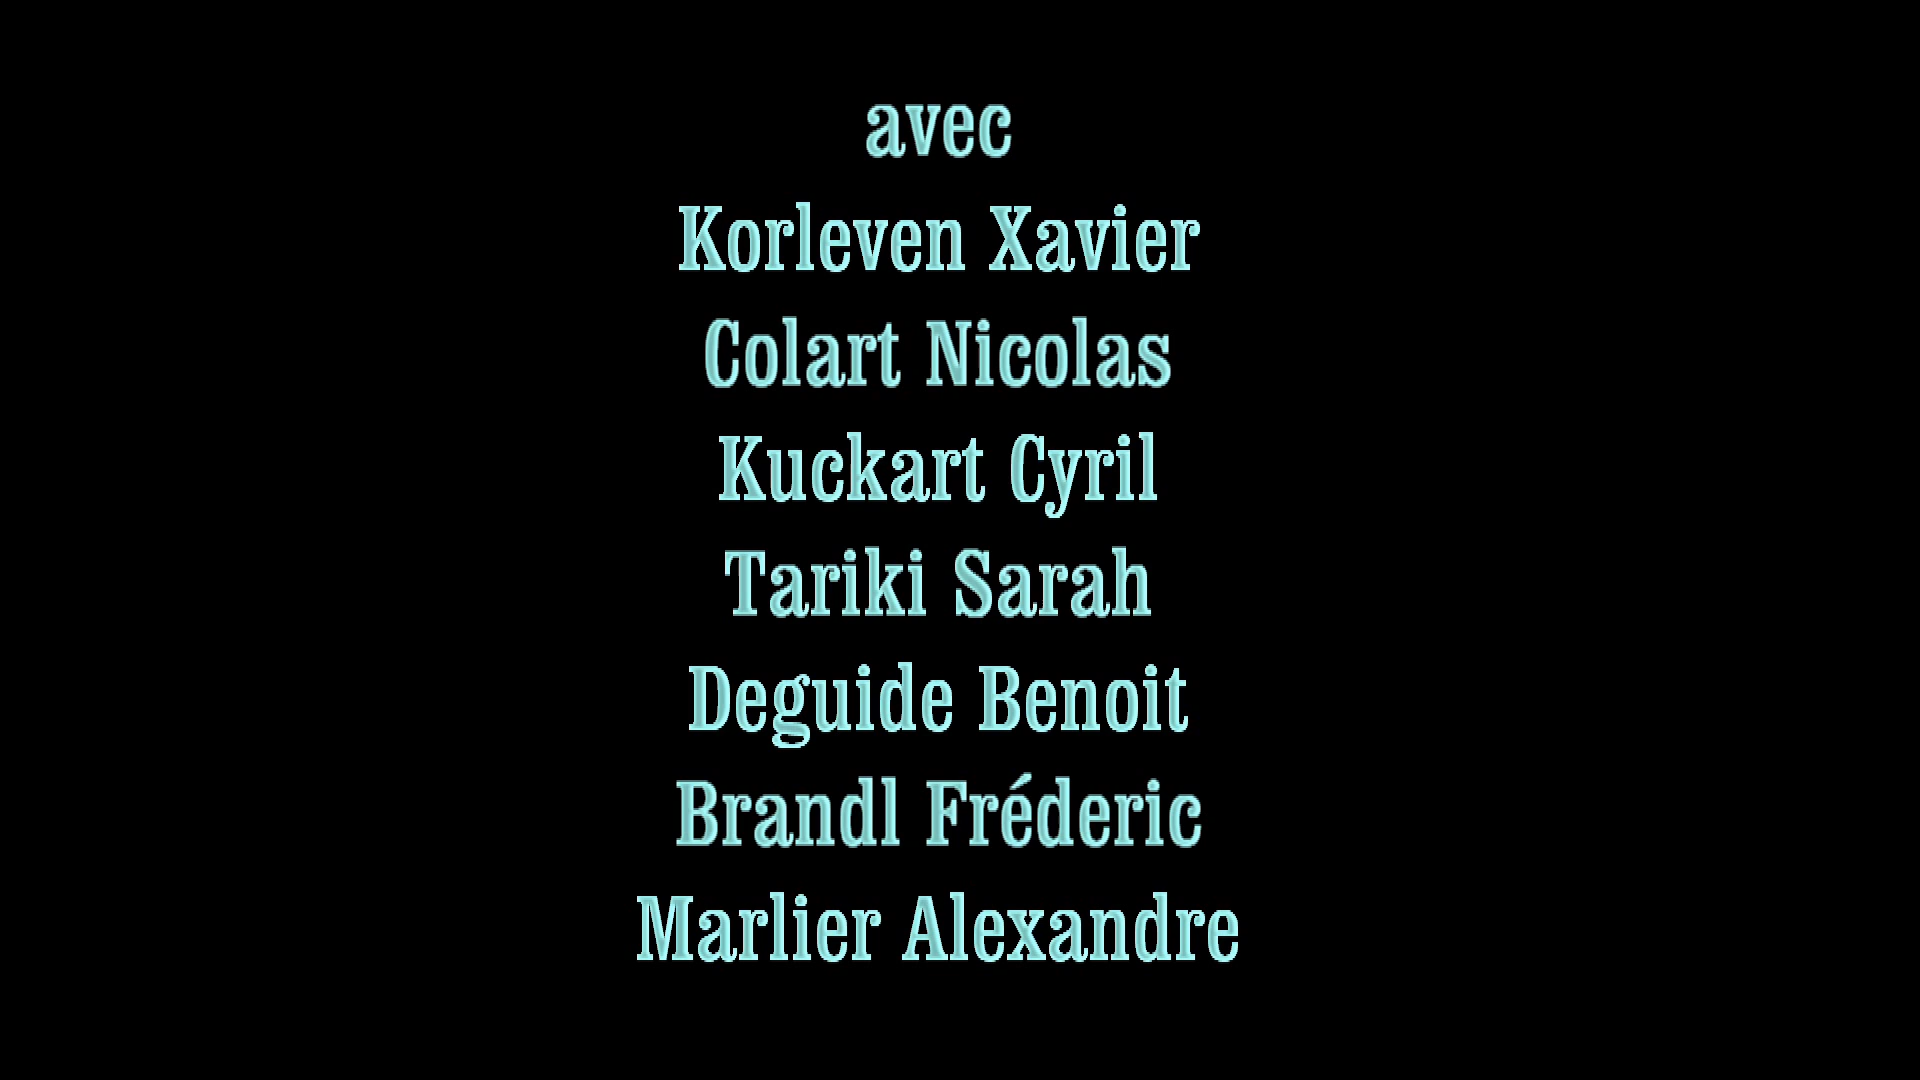 avec
Korleven Xavier
Colart Nicolas
Kuckart Cyril
Tariki Sarah
Deguide Benoit
Brandl Fréderic
Marlier Alexandre